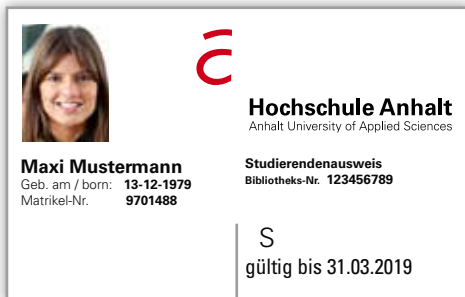 Hochschule Anhalt
Anhalt University of Applied Sciences
Maxi Mustermann
Geb. am / born: 13-12-1979
Matrikel-Nr. 9701488
Studierendenausweis
Bibliotheks-Nr. 123456789
S
gültig bis 31.03.2019